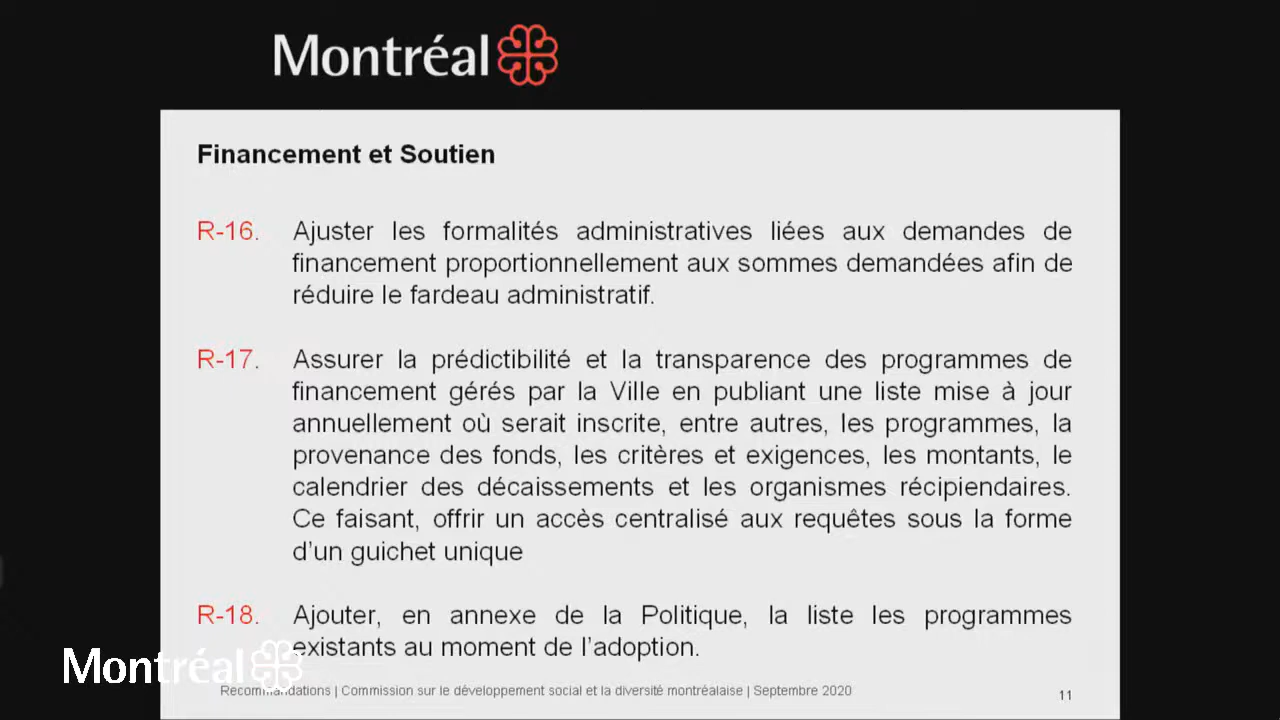 Montréal
Financement et Soutien
R-16. Ajuster les formalités administratives liées aux demandes de
financement proportionnellement aux sommes demandées afin de
réduire le fardeau administratif.
R-17. Assurer la prédictibilité et la transparence des programmes de
financement gérés par la Ville en publiant une liste mise à jour
annuellement où serait inscrite, entre autres, les programmes, la
provenance des fonds, les critères et exigences, les montants, le
calendrier des décaissements et les organismes récipiendaires.
Ce faisant, offrir un accès centralisé aux requêtes sous la forme
d'un guichet unique
R-18. Ajouter, en annexe de la Politique, la liste les programmes
existants au moment de l'adoption.
Montréal
Recommandations | Commission sur le développement social et la diversité montréalaise | Septembre 2020
11